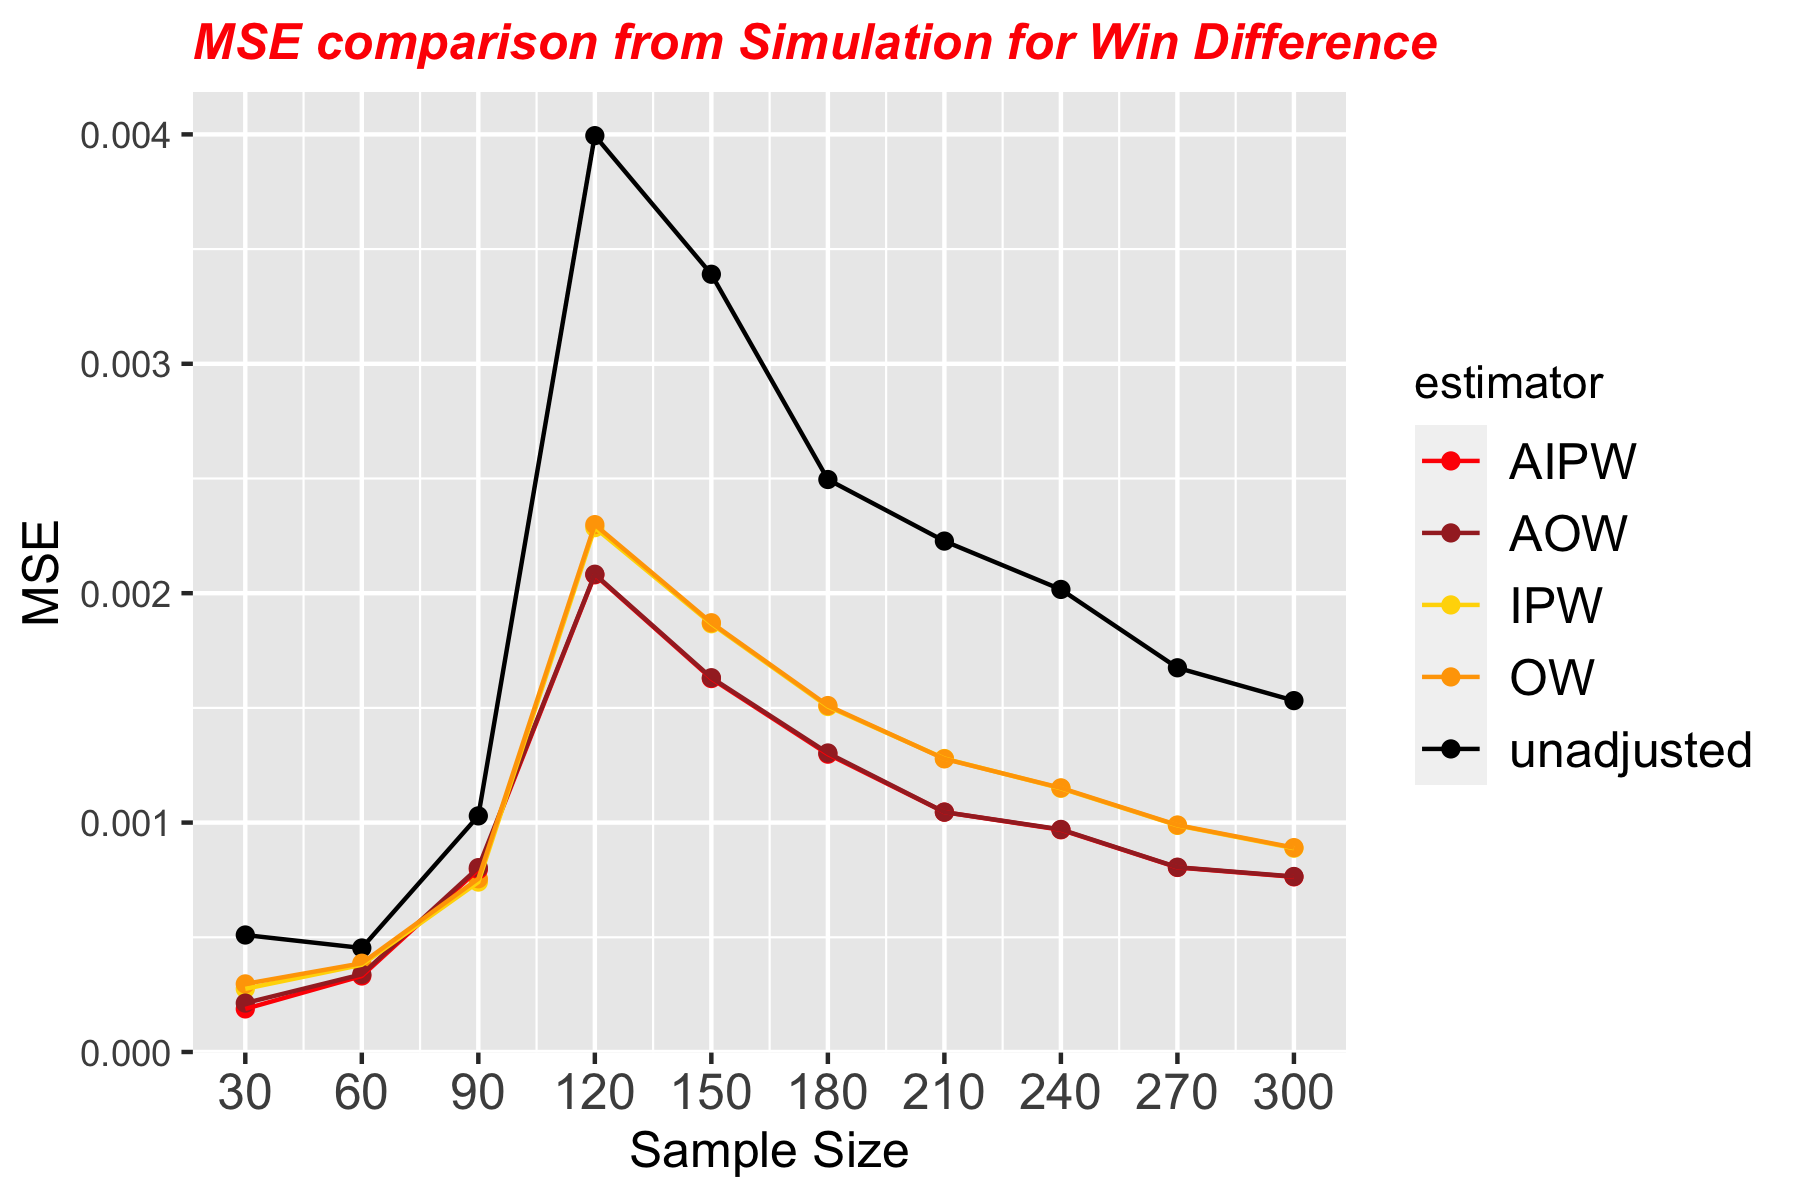 MSE comparison from Simulation for Win Difference
0.004
0.003
0.002
0.001
0.000
MSE
30 60 90 120 150 180 210 240 270 300
Sample Size
estimator
AIPW
AOW
IPW
OW
unadjusted